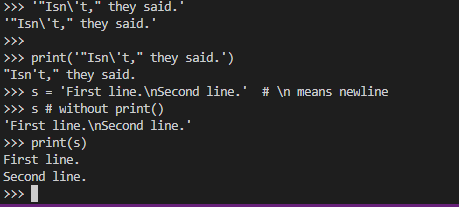 >>> '"Isn\'t," they said.'
'"Isn\'t," they said.'
>>>
>>> print('"Isn\'t," they said.')
"Isn't," they said.
>>> s = 'First line.\nSecond line.'  # \n means newline
>>> s # without print()
'First line.\nSecond line.'
>>> print(s)
First line.
Second line.
>>>